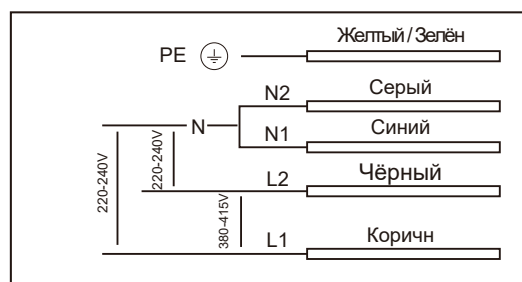 PE Желтый / Зелён
N2 Серый
N
N1 Синий
L2 Чёрный
L1 Коричн
220-240V
220-240V
380-415V